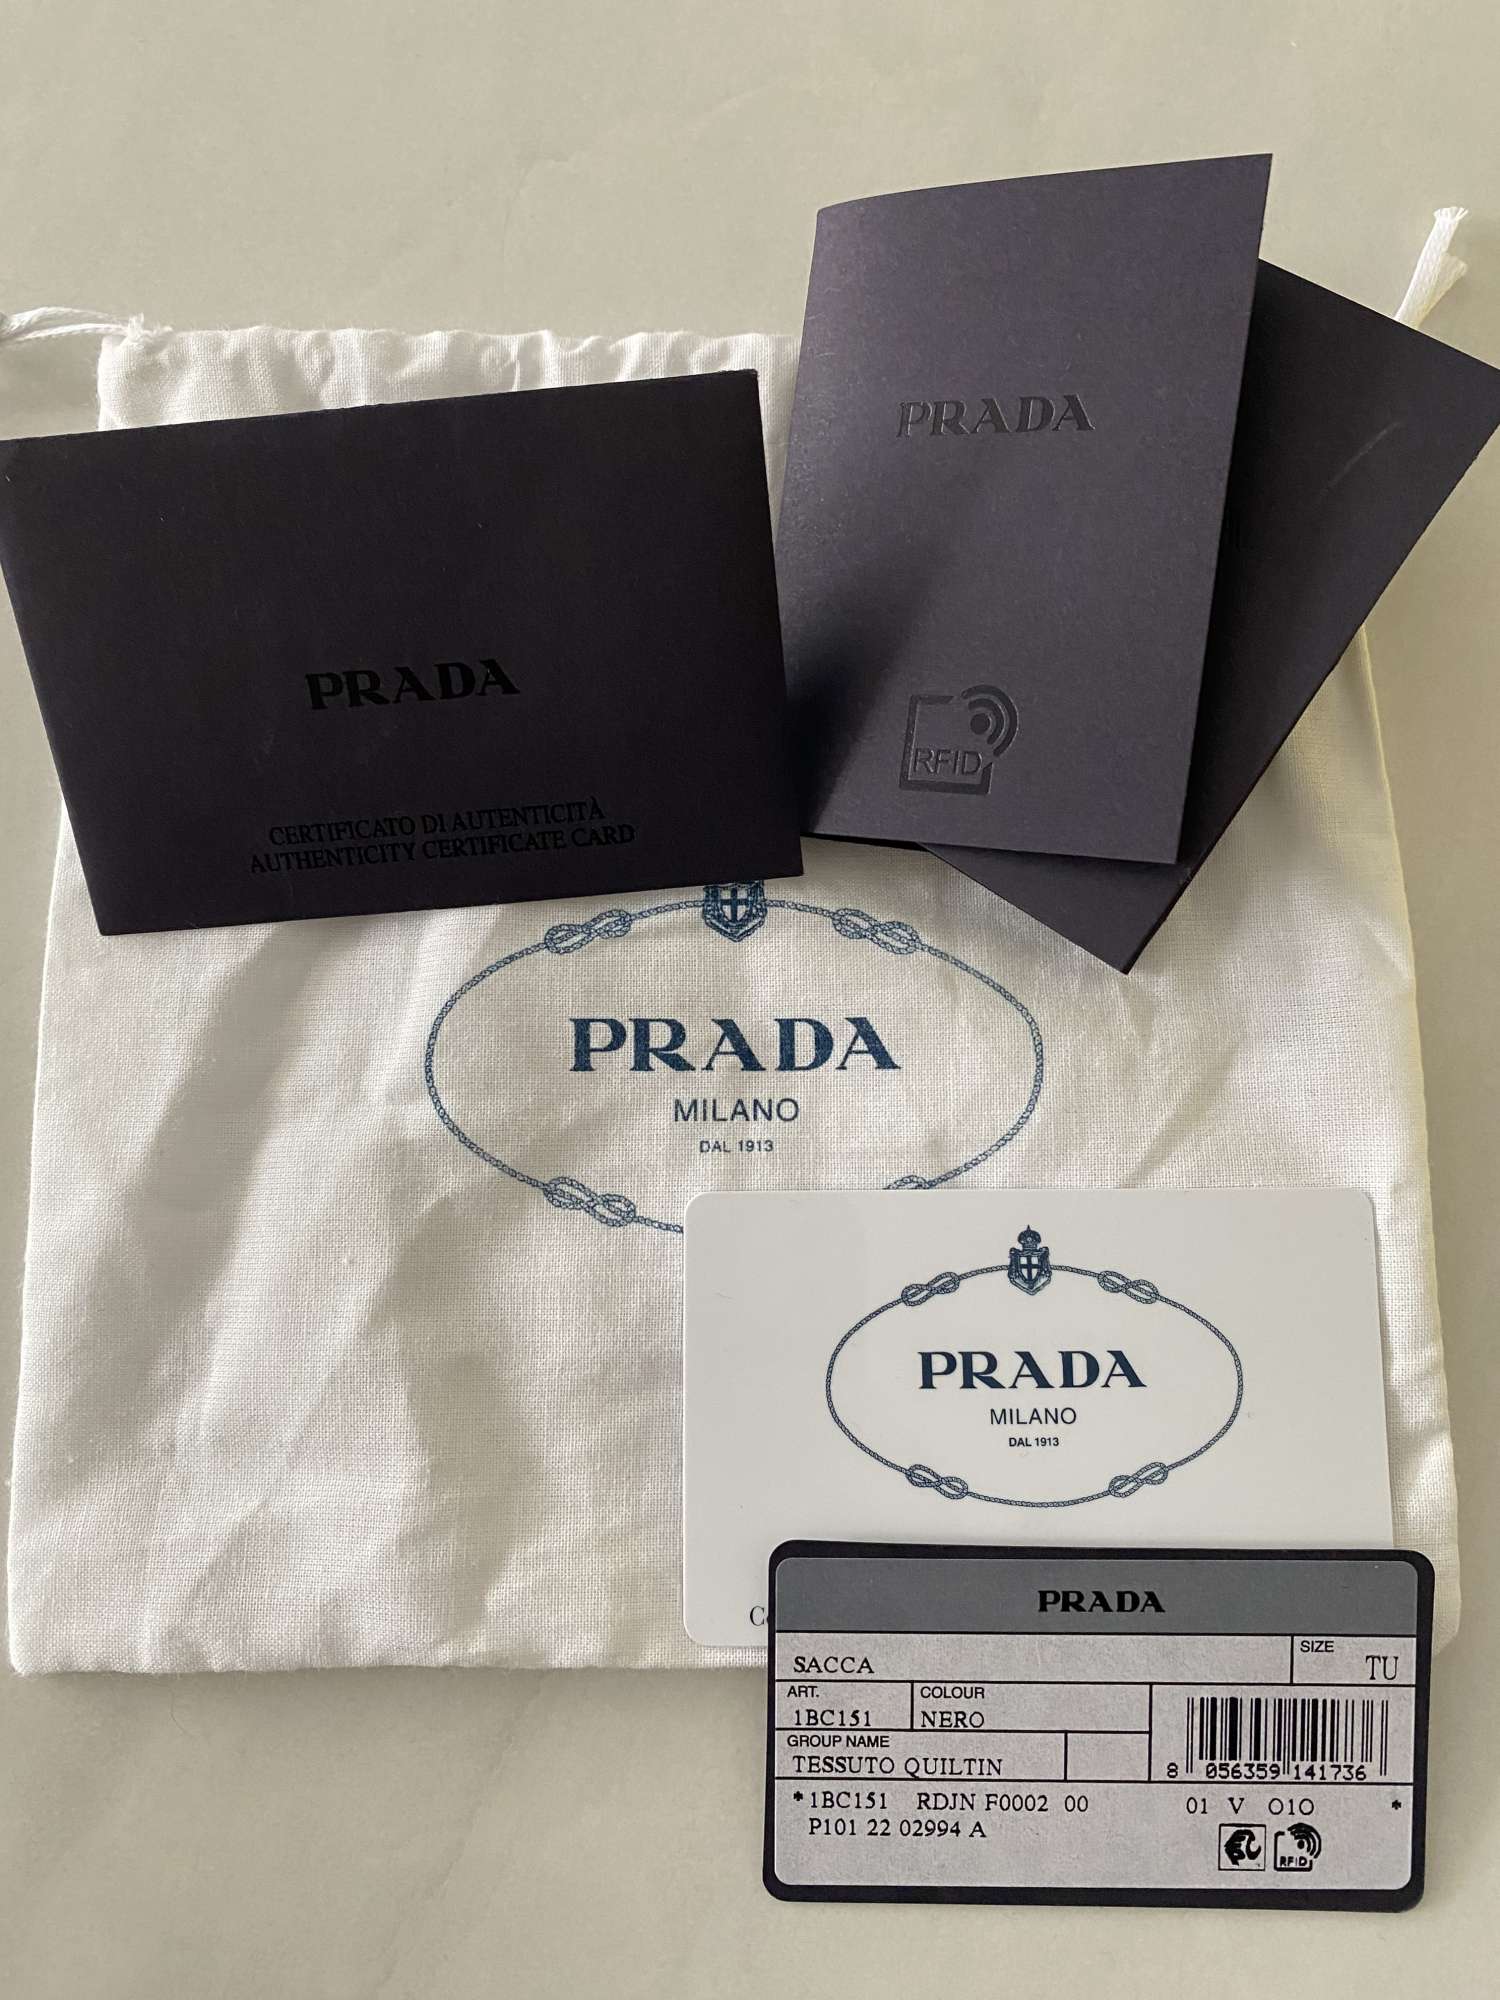 PRADA
RFID
PRADA
CERTIFICATO DI AUTENTICITÀ
AUTHENTICITY CERTIFICATE CARD
PRADA
MILANO
DAL 1913
PRADA
MILANO
DAL 1913
PRADA
SACCA
SIZE
TU
ART.
1BC151
COLOUR
NERO
GROUP NAME
TESSUTO QUILTIN
8 056359 141736
*1BC151 RDJN F0002 00 01 V O1O *
P101 22 02994 A
RFID